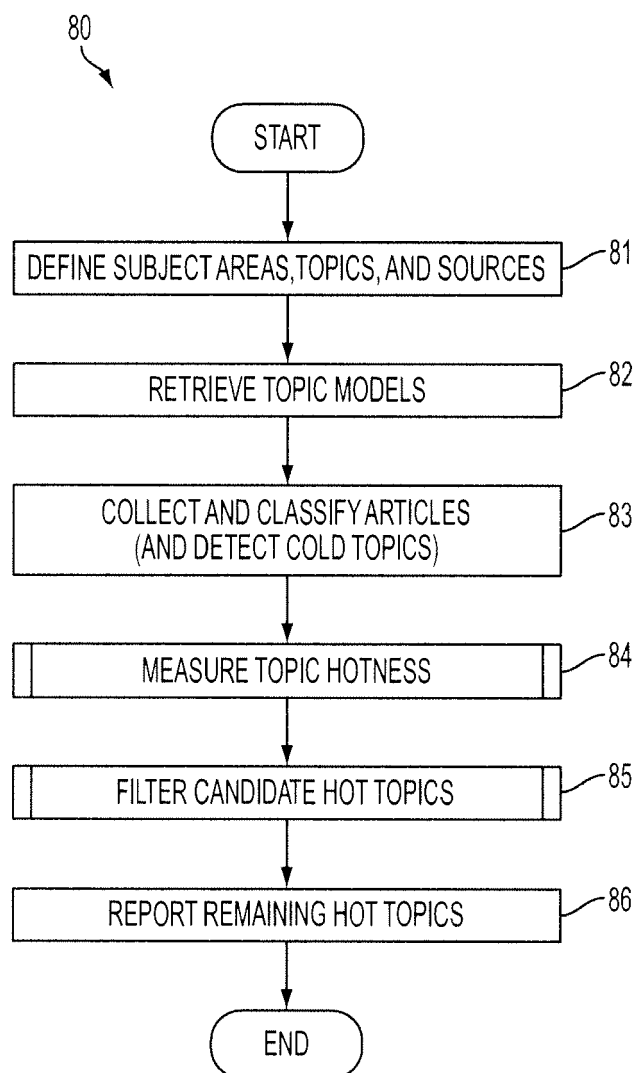 80
START
DEFINE SUBJECT AREAS, TOPICS, AND SOURCES
81
RETRIEVE TOPIC MODELS
82
COLLECT AND CLASSIFY ARTICLES
(AND DETECT COLD TOPICS)
83
MEASURE TOPIC HOTNESS
84
FILTER CANDIDATE HOT TOPICS
85
REPORT REMAINING HOT TOPICS
86
END